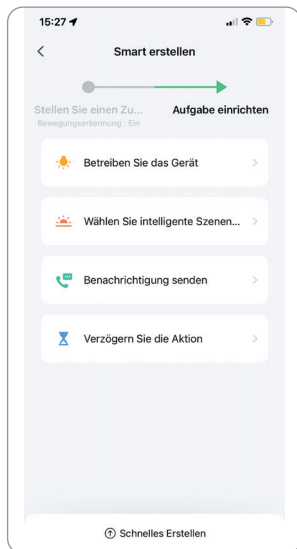 15:27
Smart erstellen
Stellen Sie einen Zu...
Aufgabe einrichten
Bewegungserkennung : Ein
Betreiben Sie das Gerät
Wählen Sie intelligente Szenen...
Benachrichtigung senden
Verzögern Sie die Aktion
Schnelles Erstellen